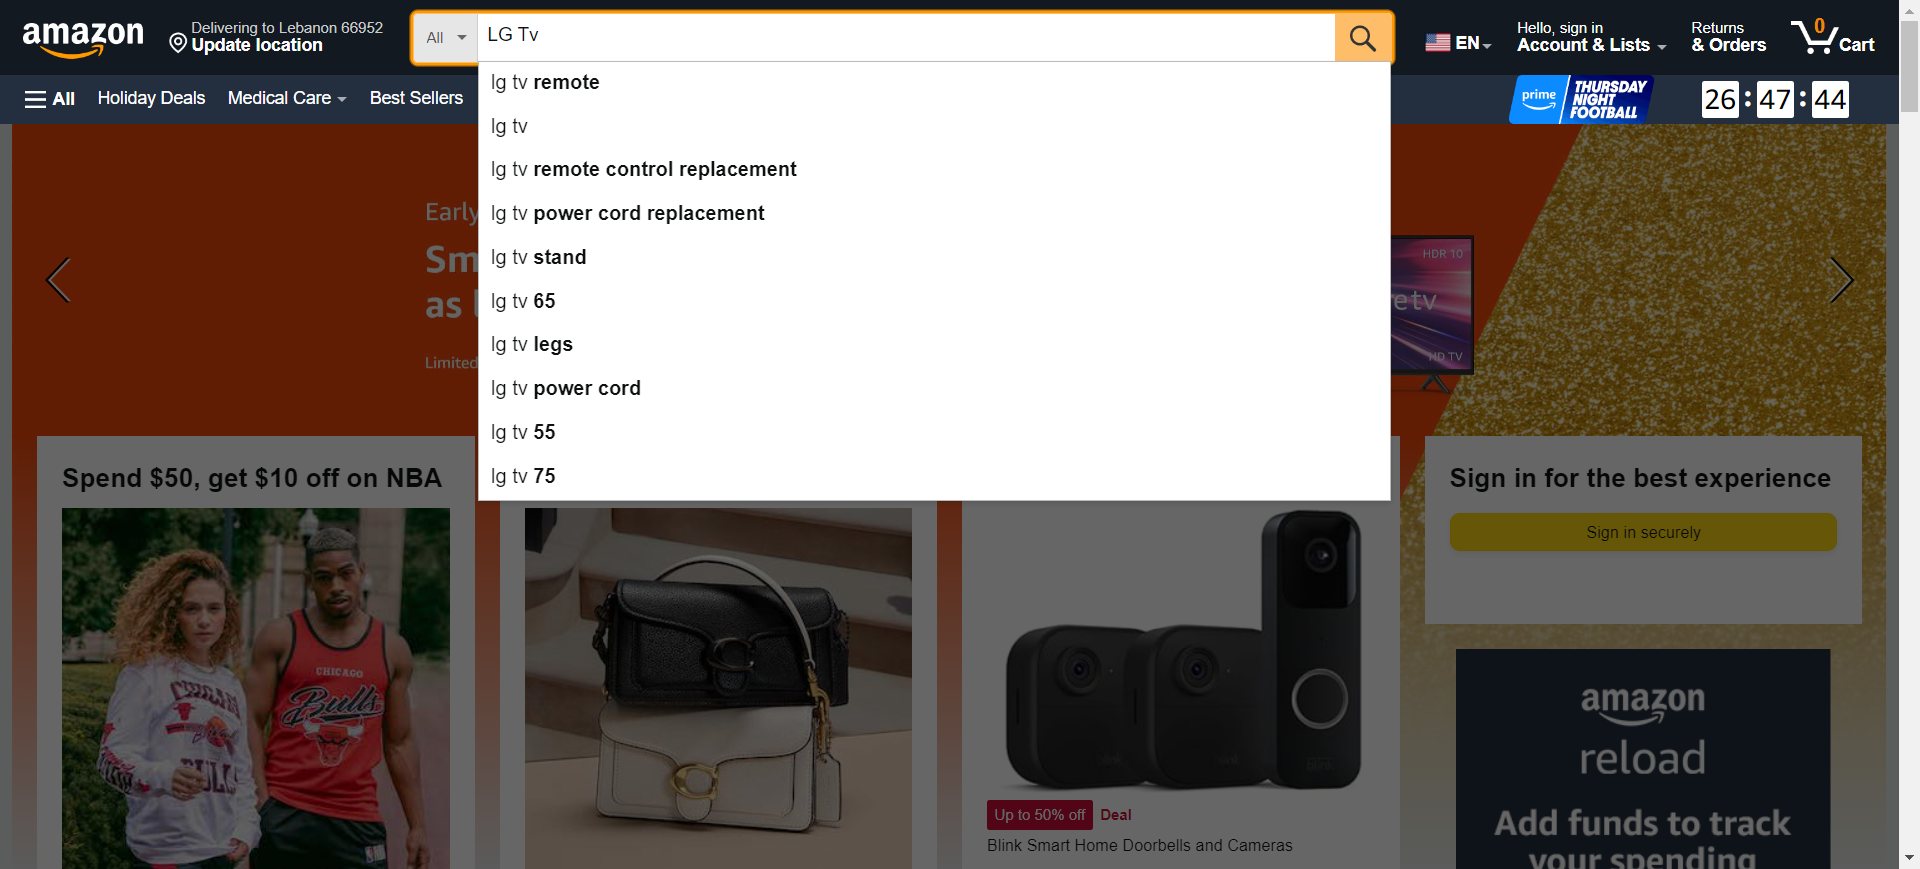 amazon
Delivering to Lebanon 66952
Update location
All
LG Tv
EN
Hello, sign in
Account & Lists
Returns
& Orders
0
Cart
All
Holiday Deals
Medical Care
Best Sellers
prime
THURSDAY
NIGHT
FOOTBALL
26 : 47 : 44
lg tv remote
lg tv
lg tv remote control replacement
lg tv power cord replacement
lg tv stand
lg tv 65
lg tv legs
lg tv power cord
lg tv 55
lg tv 75
Early
Sm
as
Limited
HDR 10
etv
HD TV
Spend $50, get $10 off on NBA
CHICAGO
Bulls
BULLS
Up to 50% off
Deal
Blink Smart Home Doorbells and Cameras
Sign in for the best experience
Sign in securely
amazon
reload
Add funds to track
your spending